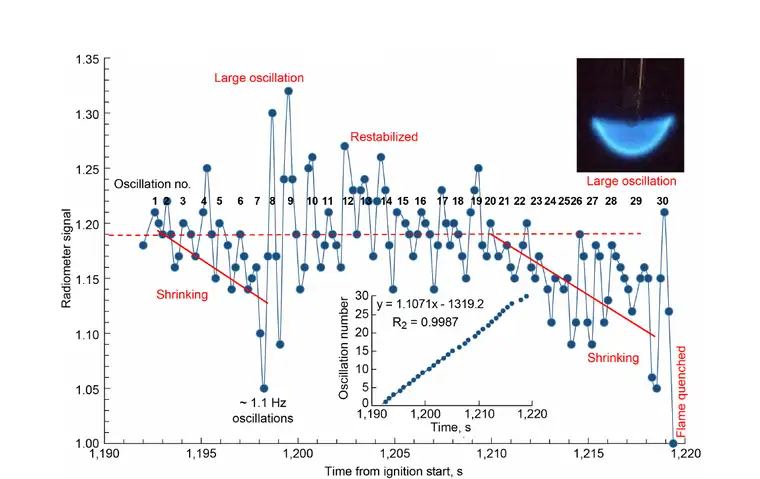 1.35
1.30
1.25
1.20
1.15
1.10
1.05
1.00
Radiometer signal
Large oscillation
Restabilized
Large oscillation
Oscillation no.
1 2 3 4 5 6 7 8 9 10 11 12 13 14 15 16 17 18 19 20 21 22 23 24 25 26 27 28 29 30
Shrinking
Shrinking
~ 1.1 Hz
oscillations
y = 1.1071x - 1319.2
R2 = 0.9987
Oscillation number
30
25
20
15
10
5
0
1,190 1,200 1,210 1,220
Time, s
Flame quenched
1,190 1,195 1,200 1,205 1,210 1,215 1,220
Time from ignition start, s